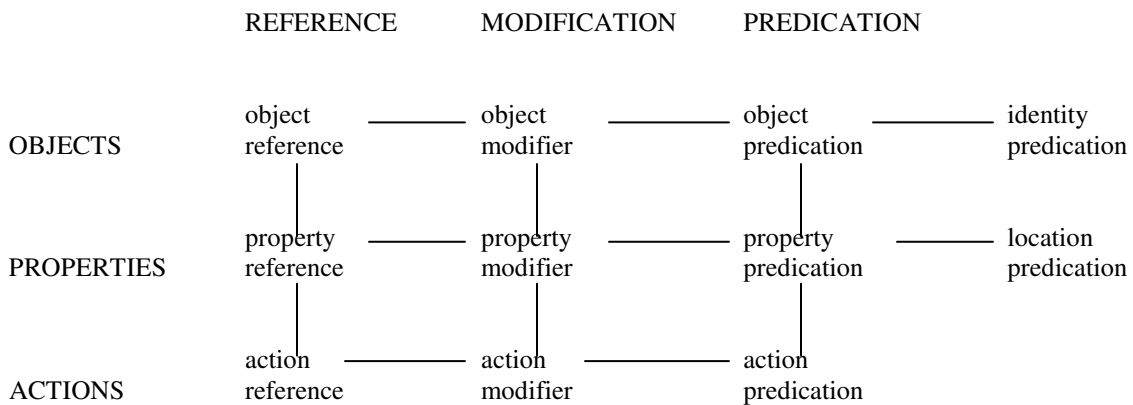 REFERENCE MODIFICATION PREDICATION
object object object identity
OBJECTS reference modifier predication predication
property property property location
PROPERTIES reference modifier predication predication
action action action
ACTIONS reference modifier predication